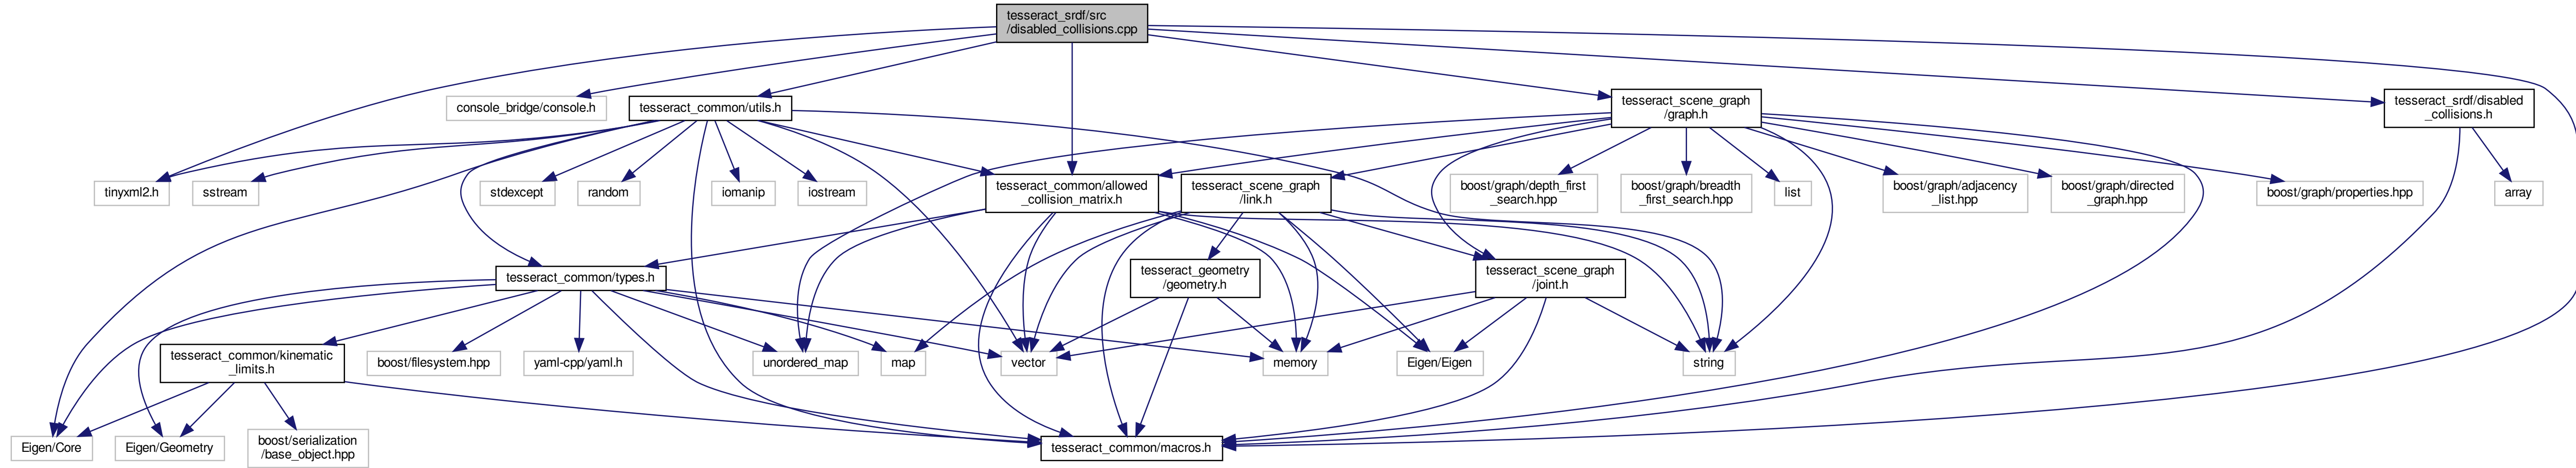 tesseract_srdf/src
/disabled_collisions.cpp
console_bridge/console.h
tesseract_common/utils.h
tesseract_scene_graph
/graph.h
tesseract_srdf/disabled
_collisions.h
tinyxml2.h
sstream
stdexcept
random
iomanip
iostream
tesseract_common/allowed
_collision_matrix.h
tesseract_scene_graph
/link.h
boost/graph/depth_first
_search.hpp
boost/graph/breadth
_first_search.hpp
list
boost/graph/adjacency
_list.hpp
boost/graph/directed
_graph.hpp
boost/graph/properties.hpp
array
tesseract_common/types.h
tesseract_geometry
/geometry.h
tesseract_scene_graph
/joint.h
tesseract_common/kinematic
_limits.h
boost/filesystem.hpp
yaml-cpp/yaml.h
unordered_map
map
vector
memory
Eigen/Eigen
string
Eigen/Core
Eigen/Geometry
boost/serialization
/base_object.hpp
tesseract_common/macros.h